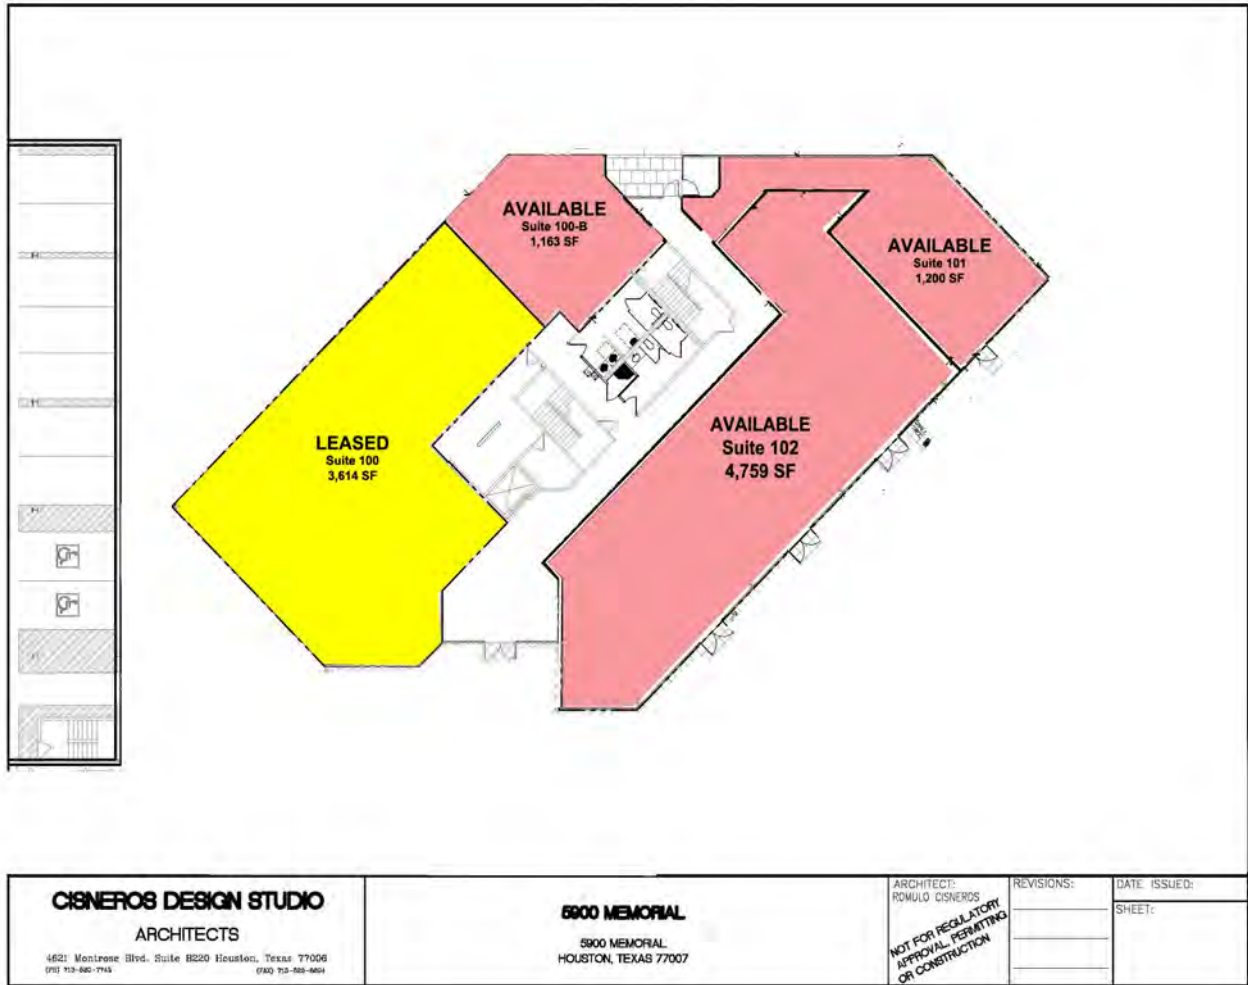 AVAILABLE
Suite 100-B
1,163 SF
AVAILABLE
Suite 101
1,200 SF
LEASED
Suite 100
3,614 SF
AVAILABLE
Suite 102
4,759 SF
CISNEROS DESIGN STUDIO
ARCHITECTS
4621 Montrose Blvd. Suite B220 Houston, Texas 77006
5900 MEMORIAL
5900 MEMORIAL
HOUSTON, TEXAS 77007
ARCHITECT:
ROMULO CISNEROS
NOT FOR REGULATORY
APPROVAL, PERMITTING
OR CONSTRUCTION
REVISIONS:
DATE ISSUED:
SHEET: